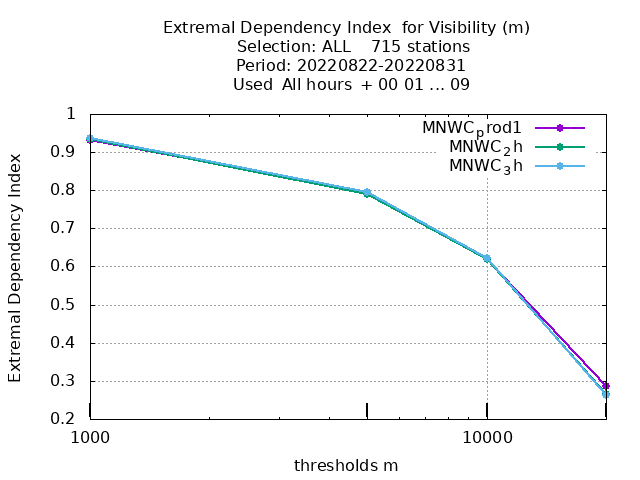 Extremal Dependency Index  for Visibility (m)
Selection: ALL    715 stations
Period: 20220822-20220831
Used  All hours  + 00 01 ... 09
MNWC_prod1
MNWC_2h
MNWC_3h
1
0.9
0.8
0.7
0.6
0.5
0.4
0.3
0.2
Extremal Dependency Index
1000
10000
thresholds m